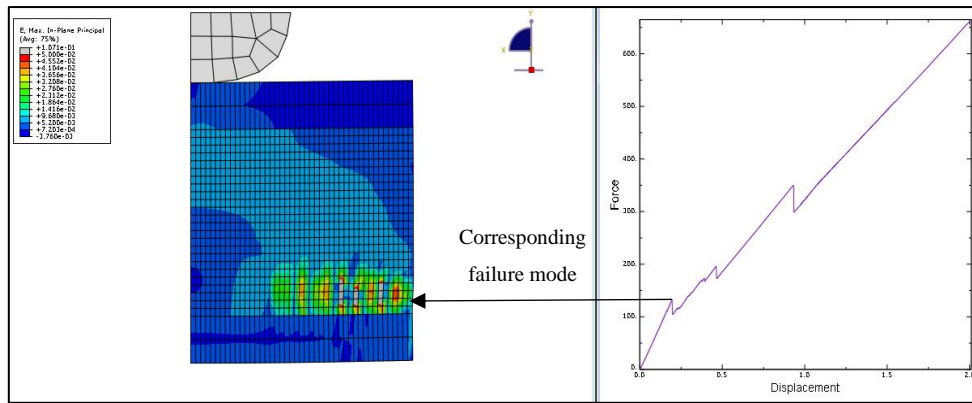 E, Max. In-Plane Principal
(Avg: 75%)
+1.071e-01
+5.000e-02
+4.552e-02
+4.104e-02
+3.656e-02
+3.208e-02
+2.760e-02
+2.312e-02
+1.864e-02
+1.416e-02
+9.680e-03
+5.200e-03
+7.203e-04
-3.760e-03
Y
X
Corresponding
failure mode
Force
600.
500.
400.
300.
200.
100.
0.
0.0
0.5
1.0
1.5
2.0
Displacement